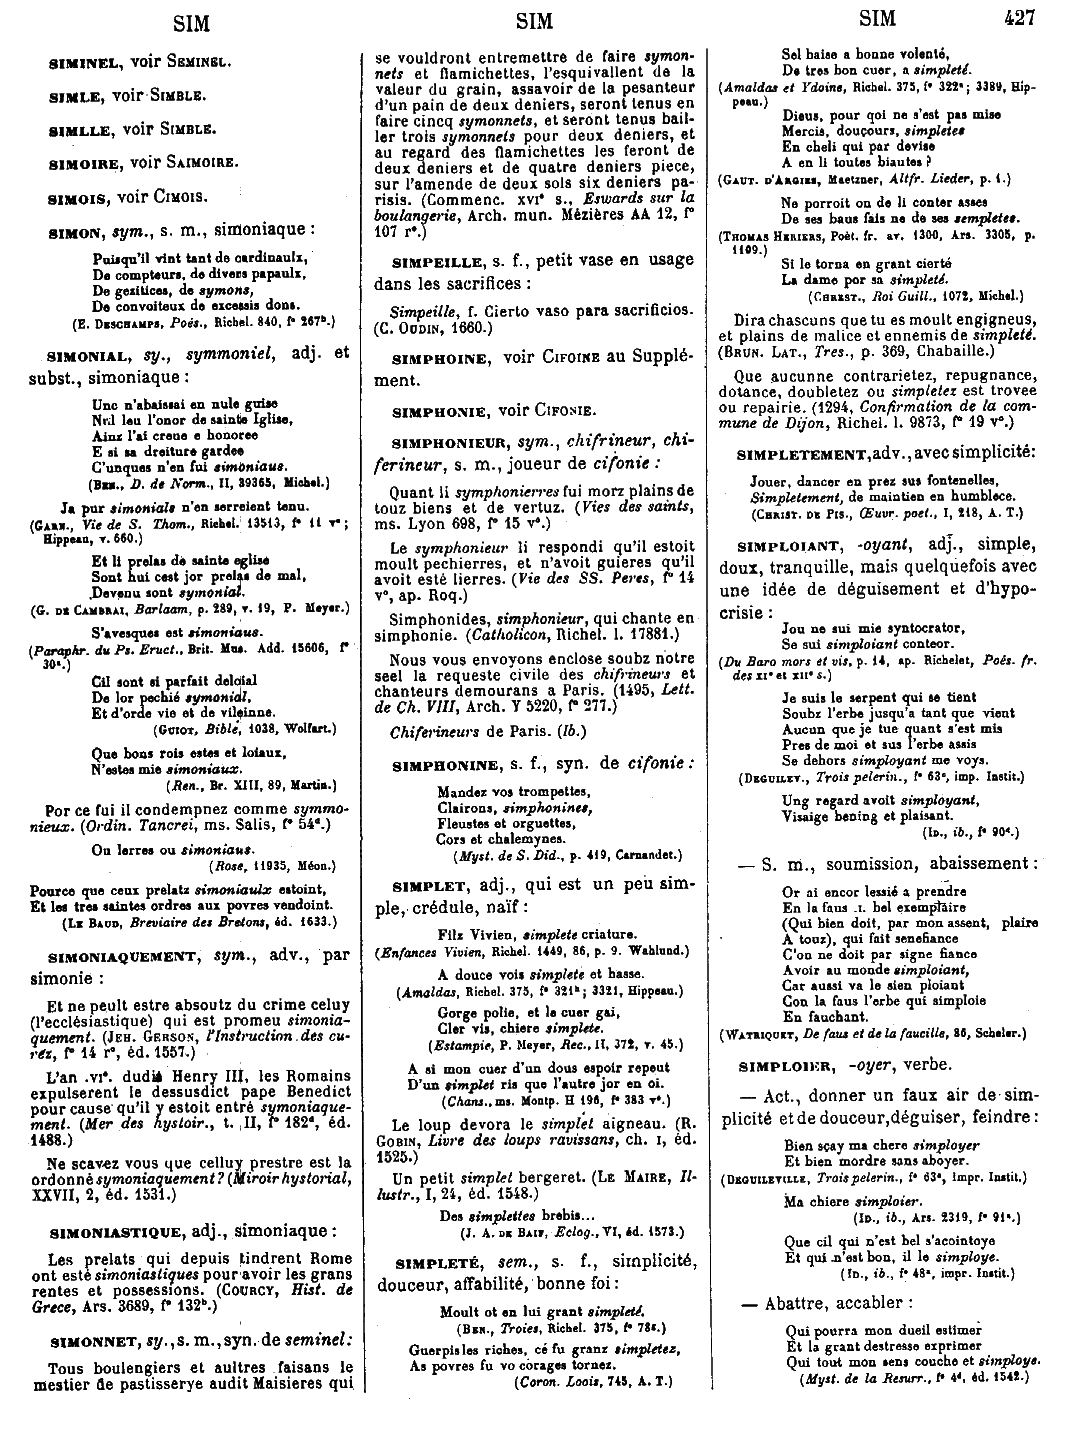 SIM
SIM
SIM 427
SIMINEL, voir SEMINEL.
SIMLE, voir SIMBLE.
SIMLLE, voir SIMBLE.
SIMOIRE, voir SAIMOIRE.
SIMOIS, voir CIMOIS.
SIMON, sym., s. m., simoniaque :
Puisqu'il vint tant de cardinaulx,
De compteurs, de divers papaulx,
De gexitices, de symons,
De convoiteux de excessis dons.
(E. DESCHAMPS, Poés., Richel. 840, f° 267ᵇ.)
SIMONIAL, sy., symmoniel, adj. et
subst., simoniaque :
Unc n'abaissai en nule guise
Nul leu l'onor de sainte Iglise,
Ainz l'ai creue e honoree
E si sa dreiture gardee
C'unques n'en fui simoniaus.
(BEN., D. de Norm., II, 39365, Michel.)
Ja pur simonials n'en serreient tenu.
(GARN., Vie de S. Thom., Richel. 13513, f° 11 v° ;
Hippeau, v. 660.)
Et li prelas de sainte eglise
Sont hui cest jor prelas de mal,
Devenu sont symonial.
(G. DE CAMBRAI, Barlaam, p. 289, v. 19, P. Meyer.)
S'avesques est simoniaus.
(Paraphr. du Ps. Eruct., Brit. Mus. Add. 15606, f°
30ᵃ.)
Cil sont si parfait deloial
De lor pechié symonial,
Et d'orde vie et de vileinne.
(GUIOT, Bible, 1038, Wolfart.)
Que bons rois estes et loiaux,
N'estes mie simoniaux.
(Ren., Br. XIII, 89, Martin.)
Por ce fui il condempnez comme symmo-
nieux. (Ordin. Tancrei, ms. Salis, f° 54ᵈ.)
Ou lerres ou simoniaus.
(Rose, 11935, Méon.)
Pource que ceux prelatz simoniaulx estoint,
Et les tres saintes ordres aux povres vendoint.
(LE BAUD, Breviaire des Bretons, éd. 1633.)
SIMONIAQUEMENT, sym., adv., par
simonie :
Et ne peult estre absoutz du crime celuy
(l'ecclésiastique) qui est promeu simonia-
quement. (JEH. GERSON, l'Instruction des cu-
rez, f° 14 r°, éd. 1557.)
L'an .VIᵉ. dudit Henry III, les Romains
expulserent le dessusdict pape Benedict
pour cause qu'il y estoit entré symoniaque-
ment. (Mer des hystoir., t. II, f° 182ᵈ, éd.
1488.)
Ne scavez vous que celluy prestre est la
ordonné symoniaquement ? (Miroir hystorial,
XXVII, 2, éd. 1531.)
SIMONIASTIQUE, adj., simoniaque :
Les prelats qui depuis tindrent Rome
ont esté simoniastiques pour avoir les grans
rentes et possessions. (COURCY, Hist. de
Grece, Ars. 3689, f° 132ᵇ.)
SIMONNET, sy., s. m., syn. de seminel :
Tous boulengiers et aultres faisans le
mestier de pastisserye audit Maisieres qui
se vouldront entremettre de faire symon-
nets et flamichettes, l'esquivallent de la
valeur du grain, assavoir de la pesanteur
d'un pain de deux deniers, seront tenus en
faire cincq symonnets, et seront tenus bail-
ler trois symonnets pour deux deniers, et
au regard des flamichettes les feront de
deux deniers et de quatre deniers piece,
sur l'amende de deux sols six deniers pa-
risis. (Commenc. XVIᵉ s., Eswards sur la
boulangerie, Arch. mun. Mézières AA 12, f°
107 r°.)
SIMPEILLE, s. f., petit vase en usage
dans les sacrifices :
Simpeille, f. Cierto vaso para sacrificios.
(C. OUDIN, 1660.)
SIMPHOINE, voir CIFOINE au Supplé-
ment.
SIMPHONIE, voir CIFONIE.
SIMPHONIEUR, sym., chifrineur, chi-
ferineur, s. m., joueur de cifonie :
Quant li symphonierres fui morz plains de
touz biens et de vertuz. (Vies des saints,
ms. Lyon 698, f° 15 v°.)
Le symphonieur li respondi qu'il estoit
moult pechierres, et n'avoit guieres qu'il
avoit esté lierres. (Vie des SS. Peres, f° 14
v°, ap. Roq.)
Simphonides, simphonieur, qui chante en
simphonie. (Catholicon, Richel. l. 17881.)
Nous vous envoyons enclose soubz notre
seel la requeste civile des chifrineurs et
chanteurs demourans a Paris. (1495, Lett.
de Ch. VIII, Arch. Y 5220, f° 277.)
Chiferineurs de Paris. (Ib.)
SIMPHONINE, s. f., syn. de cifonie :
Mandez vos trompettes,
Clairons, simphonines,
Fleustes et orguettes,
Cors et chalemynes.
(Myst. de S. Did., p. 419, Carnandet.)
SIMPLET, adj., qui est un peu sim-
ple, crédule, naïf :
Filz Vivien, simplete criature.
(Enfances Vivien, Richel. 1449, 86, p. 9. Wahlund.)
A douce vois simplete et basse.
(Amaldas, Richel. 375, f° 321ᵇ ; 3321, Hippeau.)
Gorge polie, et le cuer gai,
Cler vis, chiere simplete.
(Estampie, P. Meyer, Rec., II, 372, v. 45.)
A si mon cuer d'un dous espoir repeut
D'un simplet ris que l'autre jor en oi.
(Chans., ms. Montp. H 196, f° 383 v°.)
Le loup devora le simplet aigneau. (R.
GOBIN, Livre des loups ravissans, ch. I, éd.
1525.)
Un petit simplet bergeret. (LE MAIRE, Il-
lustr., I, 24, éd. 1548.)
Des simplettes brebis...
(J. A. DE BAIF, Eclog., VI, éd. 1573.)
SIMPLETÉ, sem., s. f., simplicité,
douceur, affabilité, bonne foi :
Moult ot en lui grant simpleté.
(BEN., Troies, Richel. 375, f° 78ᵃ.)
Guerpis les riches, cé fu granz simpletez,
As povres fu vo corages tornez.
(Coron. Loois, 745, A. T.)
Sel baise a bonne volenté,
De tres bon cuer, a simpleté.
(Amaldas et Ydoine, Richel. 375, f° 322ᵃ ; 3389, Hip-
peau.)
Dieus, pour qoi ne s'est pas mise
Mercis, douçours, simpletes
En cheli qui par devise
A en li toutes biautes ?
(GAUT. D'ARGIES, Maetzner, Altfr. Lieder, p. 1.)
Ne porroit on de li conter asses
De ses baus fais ne de ses sempletes.
(THOMAS HERIERS, Poèt. fr. av. 1300, Ars. 3305, p.
1109.)
Si le torna en grant cierté
La dame por sa simpleté.
(CHREST., Roi Guill., 1072, Michel.)
Dira chascuns que tu es moult engigneus,
et plains de malice et ennemis de simpleté.
(BRUN. LAT., Tres., p. 369, Chabaille.)
Que aucunne contrarietez, repugnance,
dotance, doubletez ou simpletez est trovee
ou repairie. (1294, Confirmation de la com-
mune de Dijon, Richel. l. 9873, f° 19 v°.)
SIMPLETEMENT, adv., avec simplicité :
Jouer, dancer en prez sus fontenelles,
Simpletement, de maintien en humblece.
(CHRIST. DE PIS., Œuvr. poet., I, 218, A. T.)
SIMPLOIANT, -oyant, adj., simple,
doux, tranquille, mais quelquefois avec
une idée de déguisement et d'hypo-
crisie :
Jou ne sui mie syntocrator,
Se sui simploiant conteor.
(Du Baro mors et vis, p. 14, ap. Richelet, Poés. fr.
des XIᵉ et XIIᵉ s.)
Je suis le serpent qui se tient
Soubz l'erbe jusqu'a tant que vient
Aucun que je tue quant s'est mis
Pres de moi et sus l'erbe assis
Se dehors simployant me voys.
(DEGUILEV., Trois pelerin., f° 63ᵃ, imp. Instit.)
Ung regard avoit simployant,
Visaige bening et plaisant.
(ID., ib., f° 90ᵈ.)
— S. m., soumission, abaissement :
Or ai encor lessié a prendre
En la faus .I. bel exemplaire
(Qui bien doit, par mon assent, plaire
A touz), qui fait senefiance
C'on ne doit par signe fiance
Avoir au monde simploiant,
Car aussi va le sien ploiant
Con la faus l'erbe qui simploie
En fauchant.
(WATRIQUET, De faus et de la faucille, 86, Scheler.)
SIMPLOIER, -oyer, verbe.
— Act., donner un faux air de sim-
plicité et de douceur, déguiser, feindre :
Bien sçay ma chere simployer
Et bien mordre sans aboyer.
(DEGUILEVILLE, Trois pelerin., f° 63ᵃ, impr. Instit.)
Ma chiere simploier.
(ID., ib., Ars. 2319, f° 91ᵃ.)
Que cil qui n'est bel s'acointoye
Et qui n'est bon, il le simploye.
(ID., ib., f° 48ᵃ, impr. Instit.)
— Abattre, accabler :
Qui pourra mon dueil estimer
Et la grant destresse exprimer
Qui tout mon sens couche et simploye.
(Myst. de la Resurr., f° 4ᵈ, éd. 1542.)